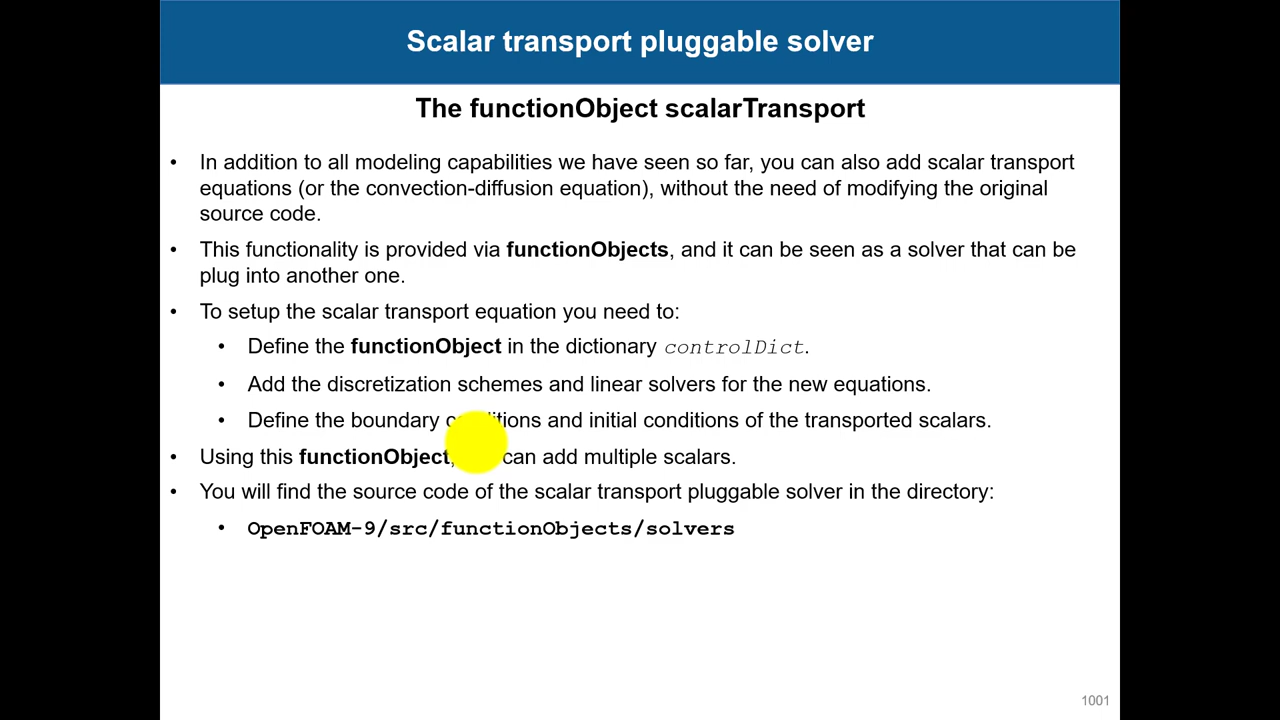 Scalar transport pluggable solver
The functionObject scalarTransport
• In addition to all modeling capabilities we have seen so far, you can also add scalar transport
equations (or the convection-diffusion equation), without the need of modifying the original
source code.
• This functionality is provided via functionObjects, and it can be seen as a solver that can be
plug into another one.
• To setup the scalar transport equation you need to:
• Define the functionObject in the dictionary controlDict.
• Add the discretization schemes and linear solvers for the new equations.
• Define the boundary conditions and initial conditions of the transported scalars.
• Using this functionObject, can add multiple scalars.
• You will find the source code of the scalar transport pluggable solver in the directory:
• OpenFOAM-9/src/functionObjects/solvers
1001